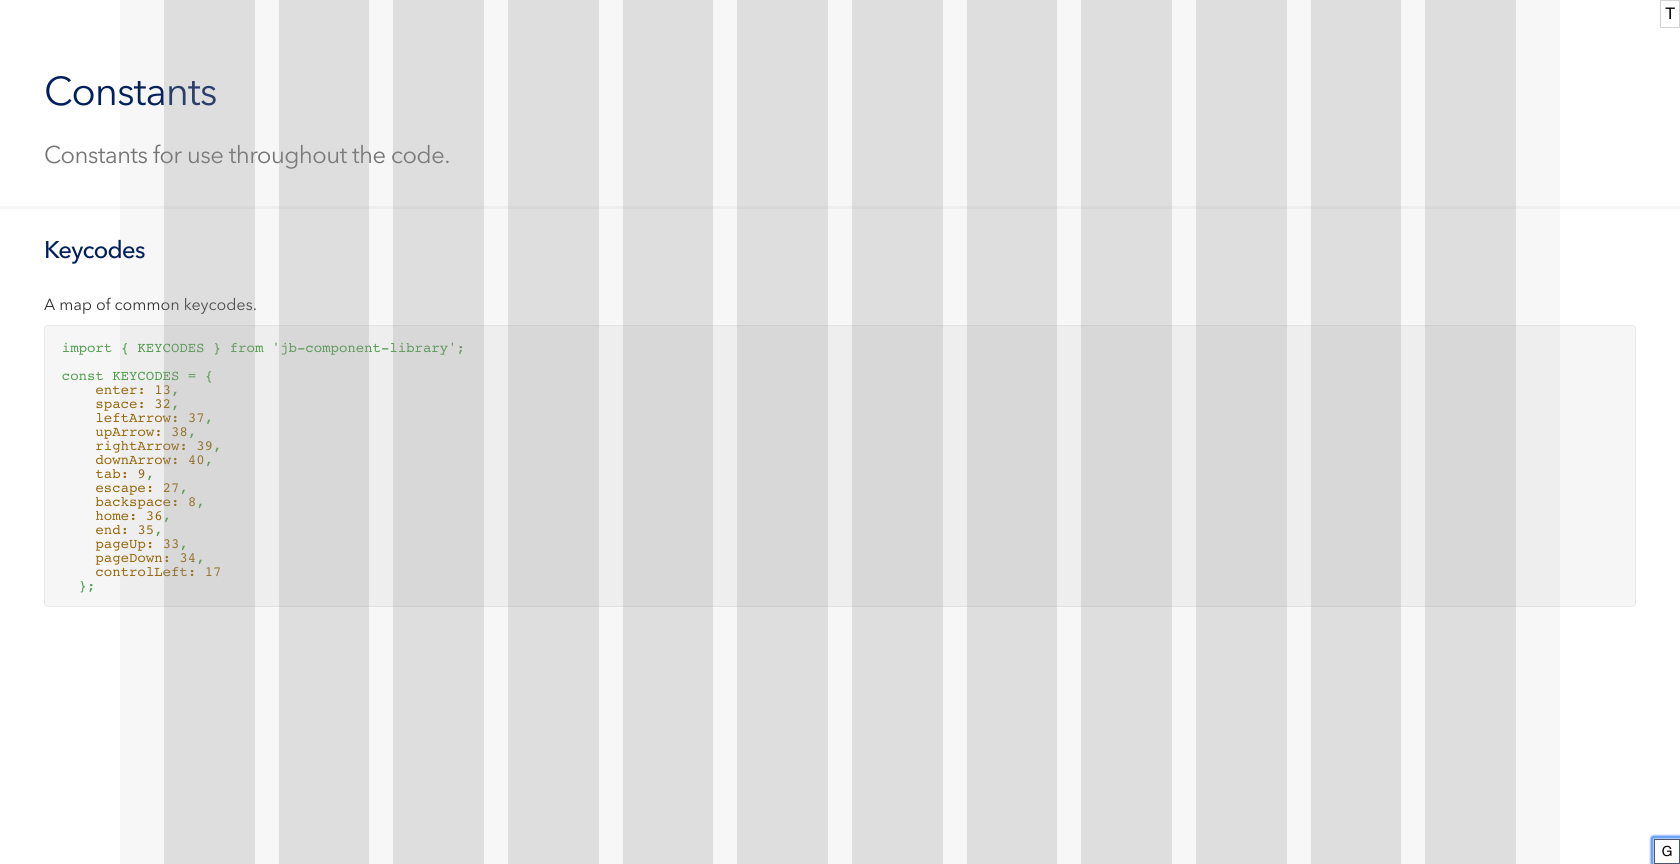 T
Constants
Constants for use throughout the code.
Keycodes
A map of common keycodes.
import { KEYCODES } from 'jb-component-library';
const KEYCODES = {
    enter: 13,
    space: 32,
    leftArrow: 37,
    upArrow: 38,
    rightArrow: 39,
    downArrow: 40,
    tab: 9,
    escape: 27,
    backspace: 8,
    home: 36,
    end: 35,
    pageUp: 33,
    pageDown: 34,
    controlLeft: 17
  };
G